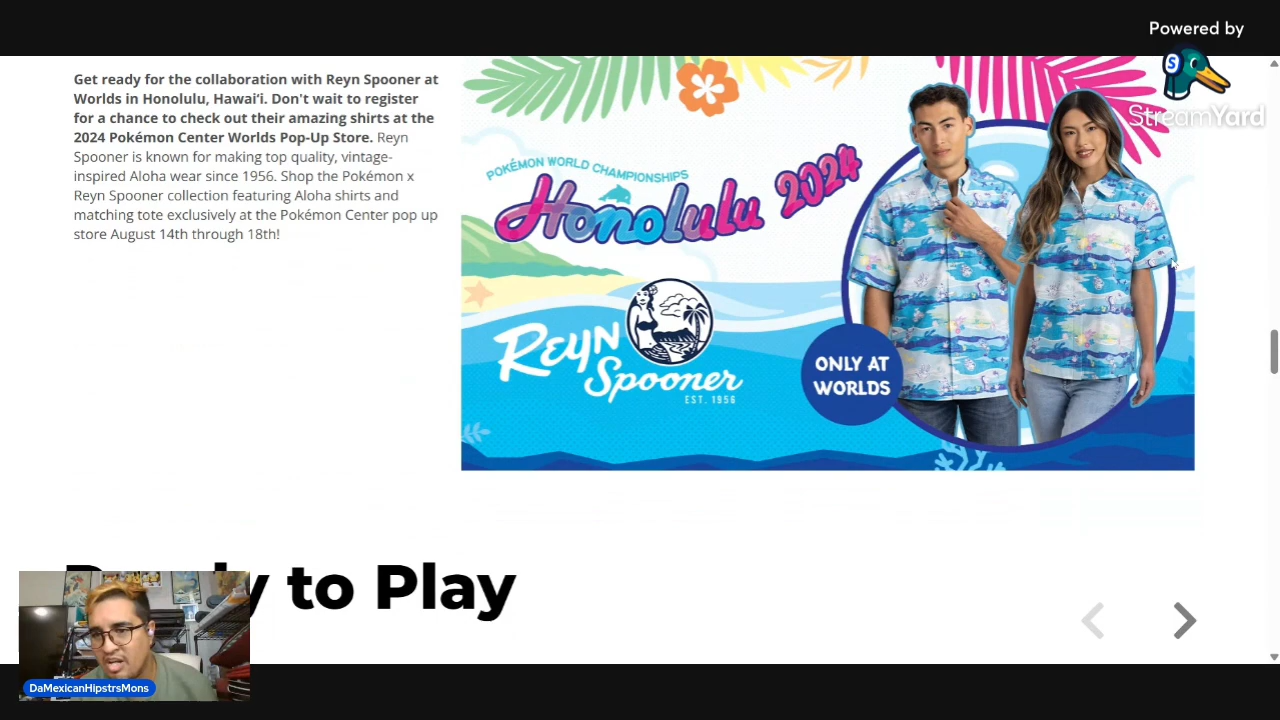 Powered by
S
StreamYard
Get ready for the collaboration with Reyn Spooner at
Worlds in Honolulu, Hawaiʻi. Don't wait to register
for a chance to check out their amazing shirts at the
2024 Pokémon Center Worlds Pop-Up Store. Reyn
Spooner is known for making top quality, vintage-
inspired Aloha wear since 1956. Shop the Pokémon x
Reyn Spooner collection featuring Aloha shirts and
matching tote exclusively at the Pokémon Center pop up
store August 14th through 18th!
POKÉMON WORLD CHAMPIONSHIPS
Honolulu 2024
REYN
Spooner
EST. 1956
ONLY AT
WORLDS
to Play
DaMexicanHipstrsMons